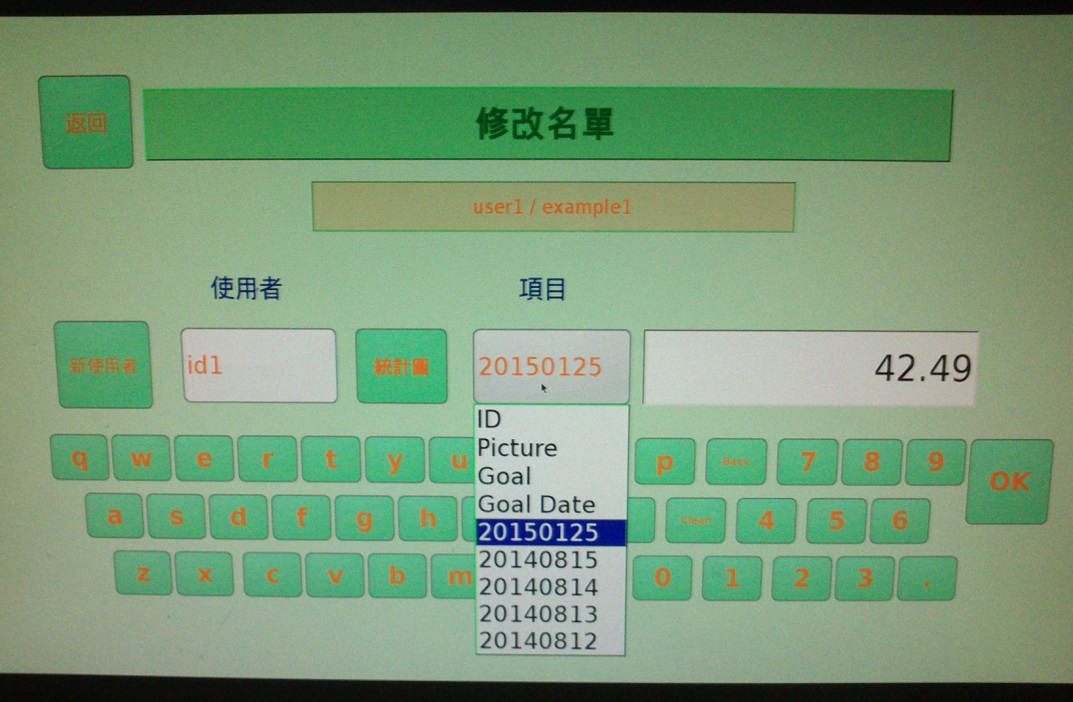 返回
修改名單
user1 / example1
使用者
項目
新使用者
id1
統計圖
20150125
42.49
ID
Picture
Goal
Goal Date
20150125
20140815
20140814
20140813
20140812
q w e r t y u p Back 7 8 9 OK
a s d f g h Clean 4 5 6
z x c v b m 0 1 2 3 .